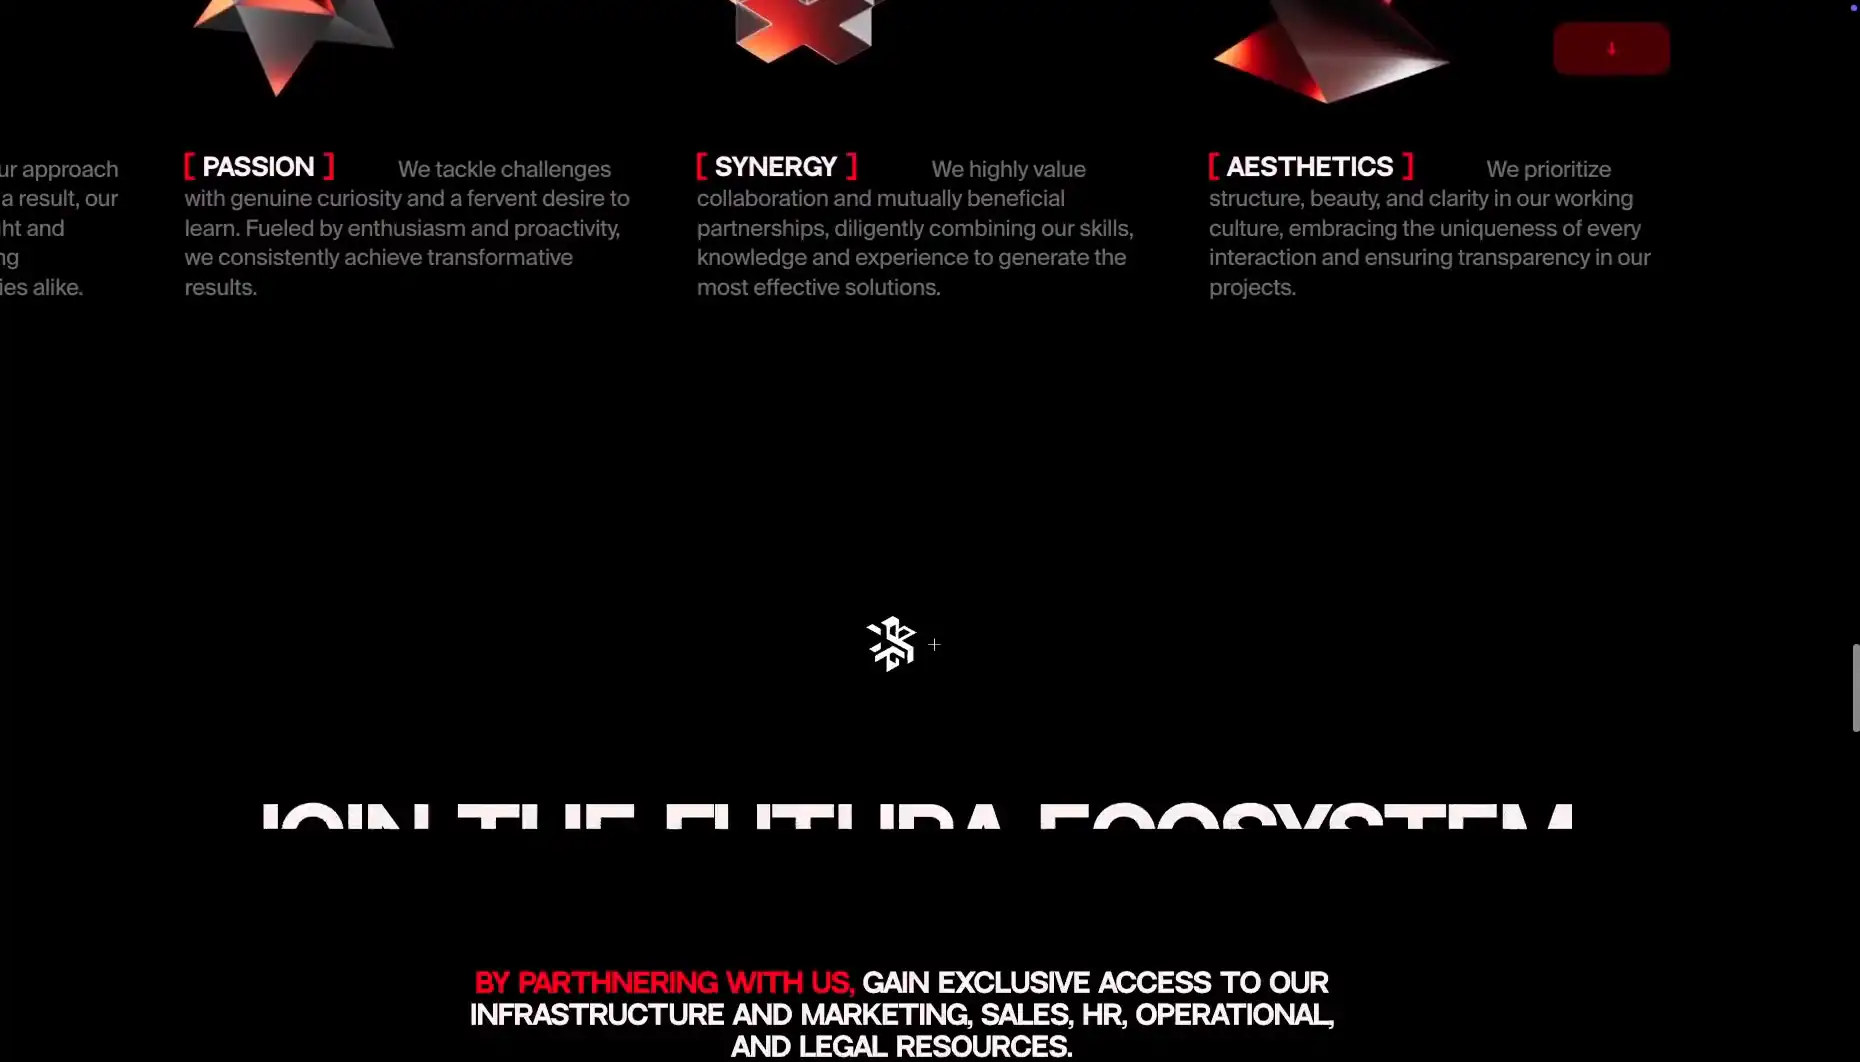 ur approach
a result, our
ht and
ng
ies alike.
[ PASSION ] We tackle challenges
with genuine curiosity and a fervent desire to
learn. Fueled by enthusiasm and proactivity,
we consistently achieve transformative
results.
[ SYNERGY ] We highly value
collaboration and mutually beneficial
partnerships, diligently combining our skills,
knowledge and experience to generate the
most effective solutions.
[ AESTHETICS ] We prioritize
structure, beauty, and clarity in our working
culture, embracing the uniqueness of every
interaction and ensuring transparency in our
projects.
JOIN THE FUTURA ECOSYSTEM
BY PARTHNERING WITH US, GAIN EXCLUSIVE ACCESS TO OUR
INFRASTRUCTURE AND MARKETING, SALES, HR, OPERATIONAL,
AND LEGAL RESOURCES.